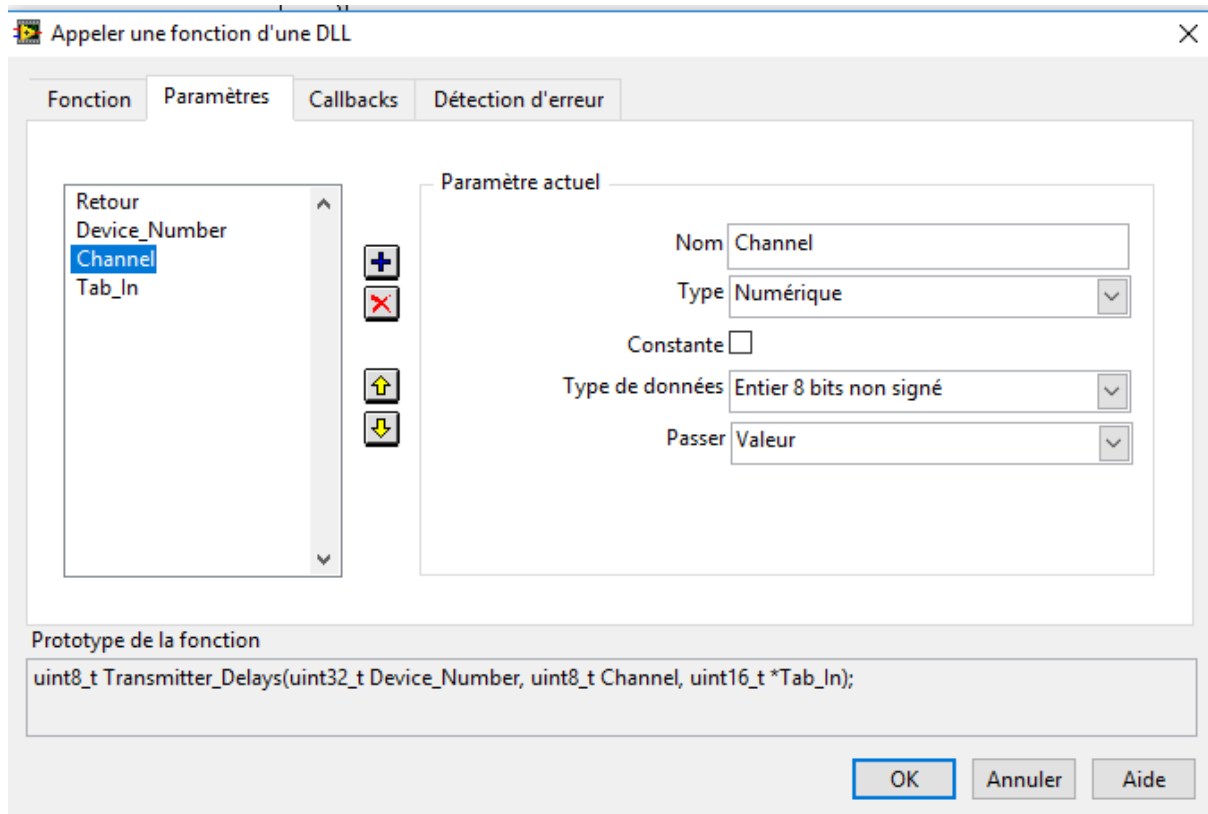 Appeler une fonction d'une DLL
Fonction Paramètres Callbacks Détection d'erreur
Retour
Device_Number
Channel
Tab_In
Paramètre actuel
Nom Channel
Type Numérique
Constante
Type de données Entier 8 bits non signé
Passer Valeur
Prototype de la fonction
uint8_t Transmitter_Delays(uint32_t Device_Number, uint8_t Channel, uint16_t *Tab_In);
OK Annuler Aide